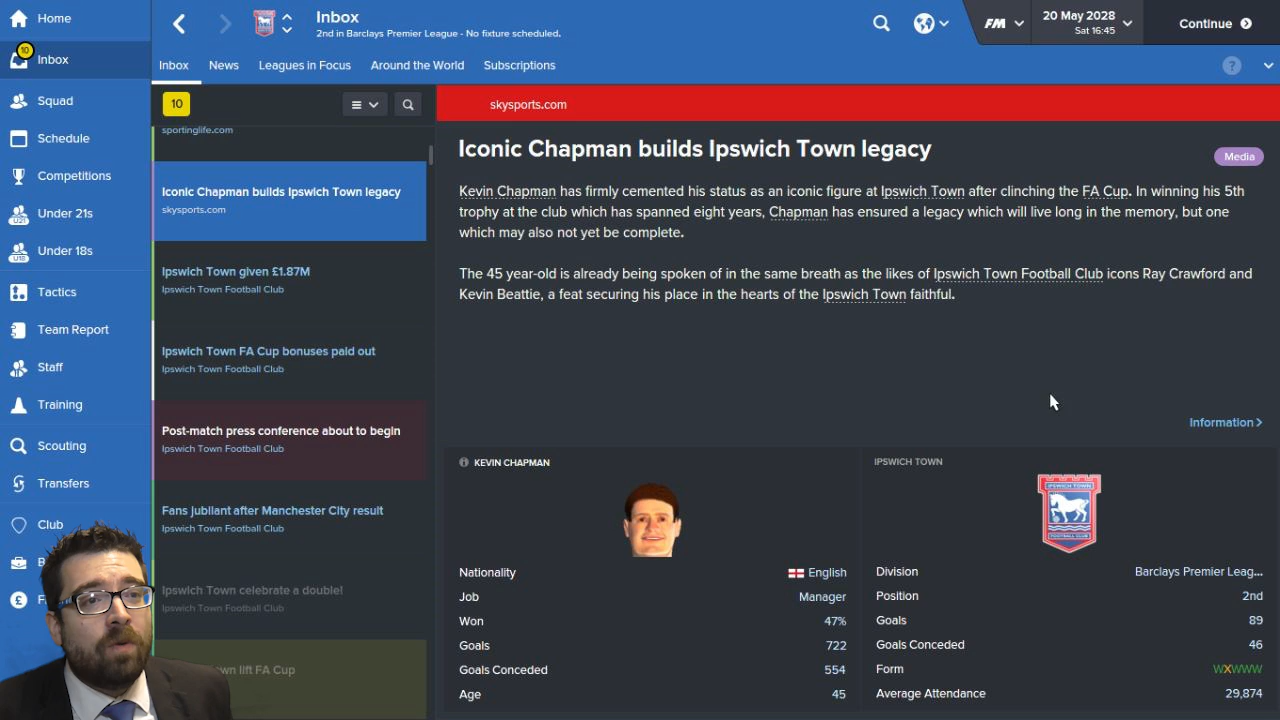 Home
10
Inbox
Squad
Schedule
Competitions
Under 21s
Under 18s
Tactics
Team Report
Staff
Training
Scouting
Transfers
Club
B
F
£
Inbox
2nd in Barclays Premier League - No fixture scheduled.
FM
20 May 2028
Sat 16:45
Continue
Inbox
News
Leagues in Focus
Around the World
Subscriptions
?
10
sportinglife.com
Iconic Chapman builds Ipswich Town legacy
skysports.com
Ipswich Town given £1.87M
Ipswich Town Football Club
Ipswich Town FA Cup bonuses paid out
Ipswich Town Football Club
Post-match press conference about to begin
Ipswich Town Football Club
Fans jubilant after Manchester City result
Ipswich Town Football Club
Ipswich Town celebrate a double!
Ipswich Town Football Club
wn lift FA Cup
skysports.com
Iconic Chapman builds Ipswich Town legacy
Media
Kevin Chapman has firmly cemented his status as an iconic figure at Ipswich Town after clinching the FA Cup. In winning his 5th
trophy at the club which has spanned eight years, Chapman has ensured a legacy which will live long in the memory, but one
which may also not yet be complete.
The 45 year-old is already being spoken of in the same breath as the likes of Ipswich Town Football Club icons Ray Crawford and
Kevin Beattie, a feat securing his place in the hearts of the Ipswich Town faithful.
Information
KEVIN CHAPMAN
Nationality English
Job Manager
Won 47%
Goals 722
Goals Conceded 554
Age 45
IPSWICH TOWN
IPSWICH TOWN
FOOTBALL CLUB
Division Barclays Premier Leag...
Position 2nd
Goals 89
Goals Conceded 46
Form WXWWW
Average Attendance 29,874